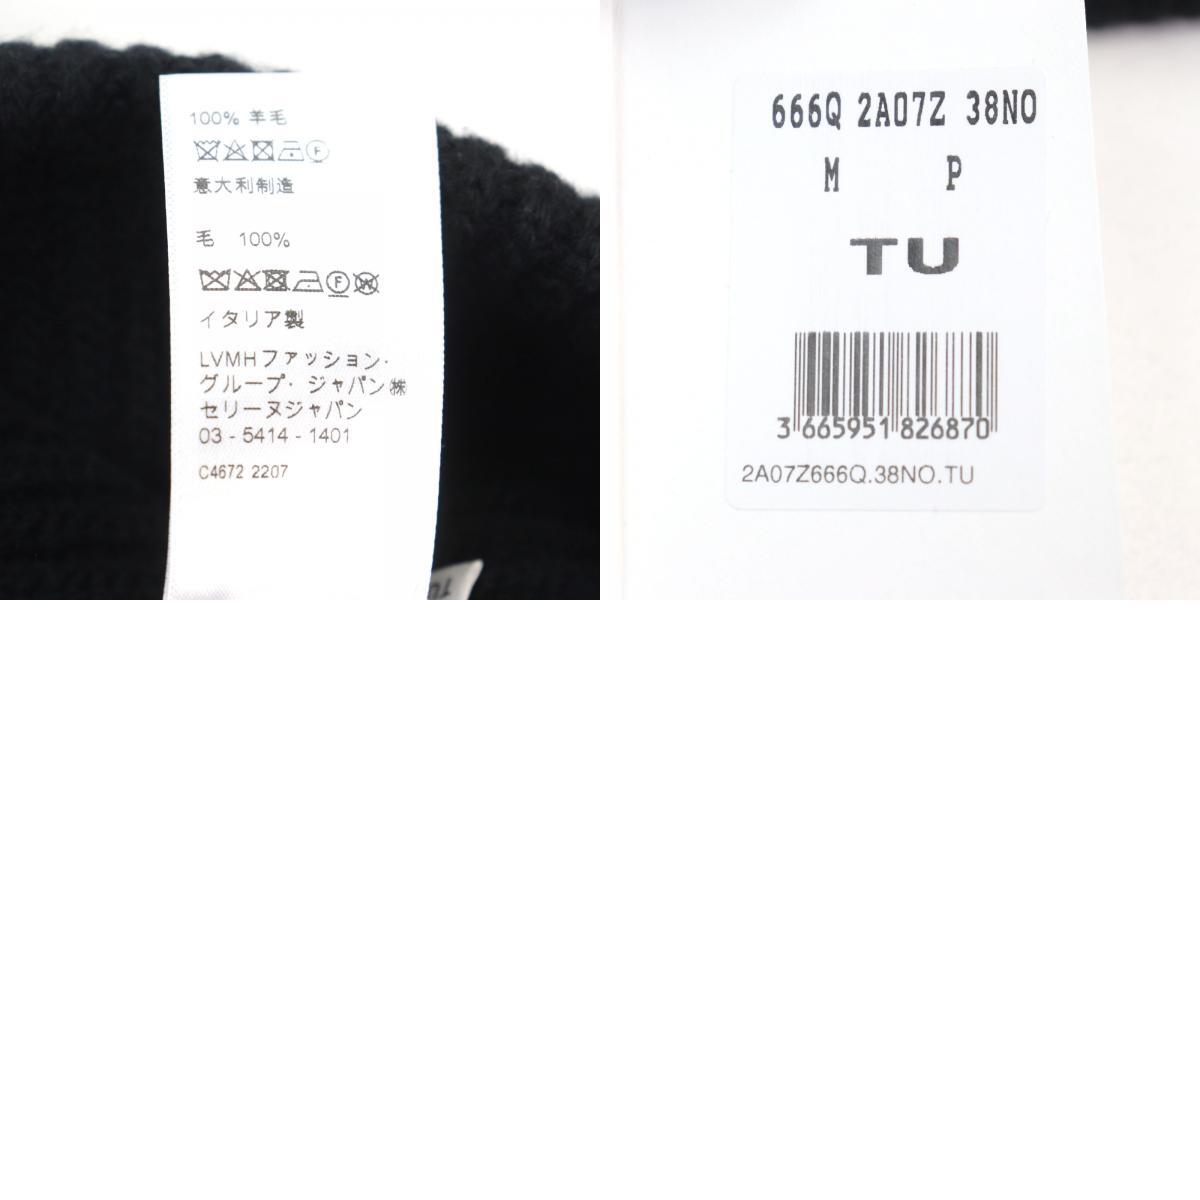 100% 羊毛
意大利制造
毛 100%
イタリア製
LVMHファッション・
グループ・ジャパン㈱
セリーヌジャパン
03 - 5414 - 1401
C4672 2207
TU
666Q 2A07Z 38NO
M P
TU
3 665951 826870
2A07Z666Q.38NO.TU